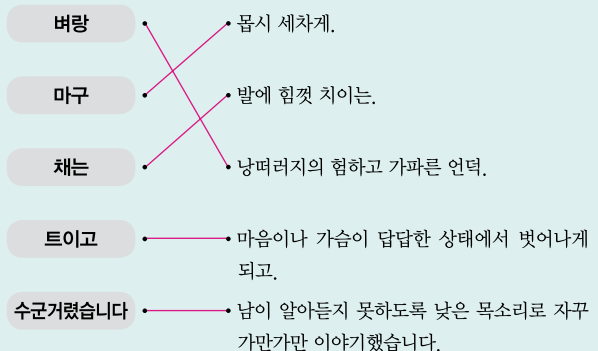 벼랑
몹시 세차게.
마구
발에 힘껏 치이는.
채는
낭떠러지의 험하고 가파른 언덕.
트이고
마음이나 가슴이 답답한 상태에서 벗어나게
되고.
수군거렸습니다
남이 알아듣지 못하도록 낮은 목소리로 자꾸
가만가만 이야기했습니다.